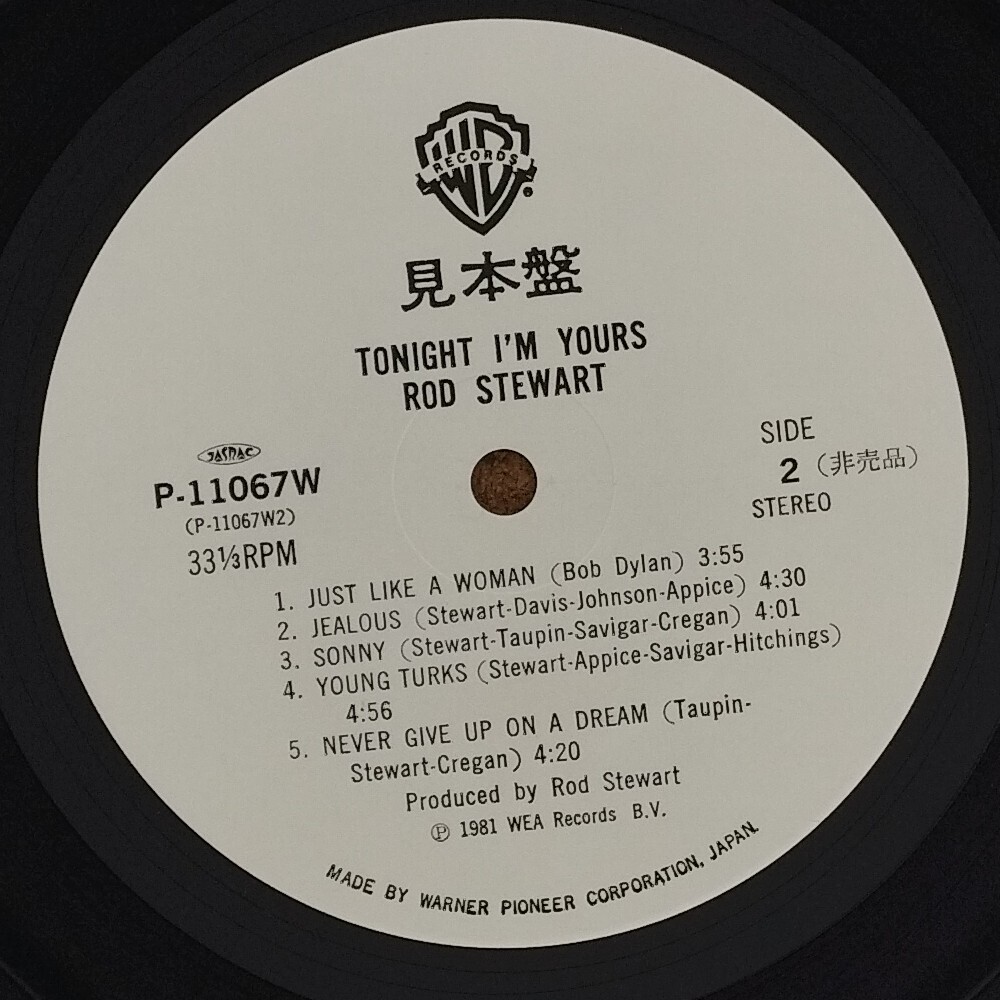 WB
RECORDS
®
見本盤
TONIGHT I'M YOURS
ROD STEWART
JASRAC
P-11067W
(P-11067W2)
33⅓RPM
SIDE
2 (非売品)
STEREO
1. JUST LIKE A WOMAN (Bob Dylan) 3:55
2. JEALOUS (Stewart-Davis-Johnson-Appice) 4:30
3. SONNY (Stewart-Taupin-Savigar-Cregan) 4:01
4. YOUNG TURKS (Stewart-Appice-Savigar-Hitchings)
4:56
5. NEVER GIVE UP ON A DREAM (Taupin-
Stewart-Cregan) 4:20
Produced by Rod Stewart
℗ 1981 WEA Records B.V.
MADE BY WARNER PIONEER CORPORATION, JAPAN.